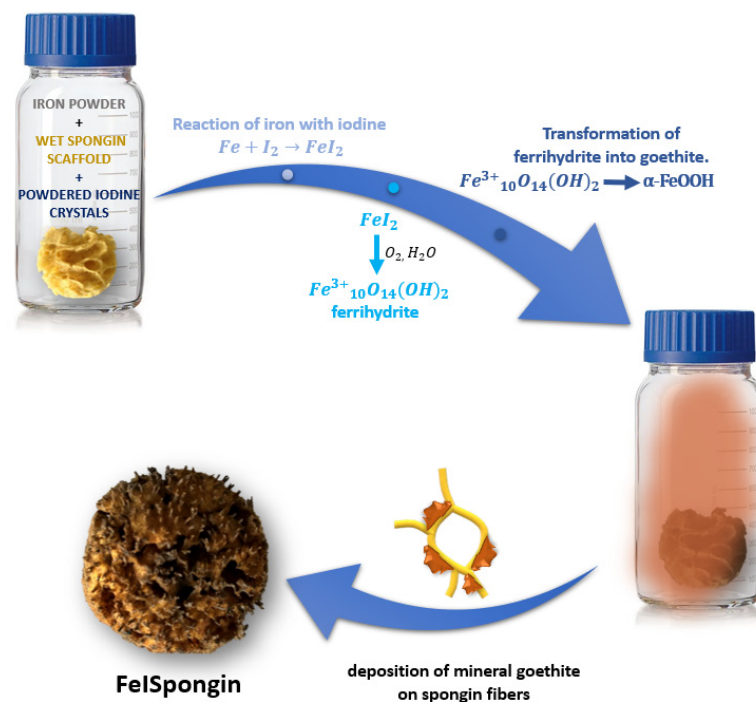 IRON POWDER
+
WET SPONGIN
SCAFFOLD
+
POWDERED IODINE
CRYSTALS
Reaction of iron with iodine
Fe + I₂ → FeI₂
FeI₂
O₂, H₂O
Fe³⁺₁₀O₁₄(OH)₂
ferrihydrite
Transformation of
ferrihydrite into goethite.
Fe³⁺₁₀O₁₄(OH)₂ → α-FeOOH
FeISpongin
deposition of mineral goethite
on spongin fibers